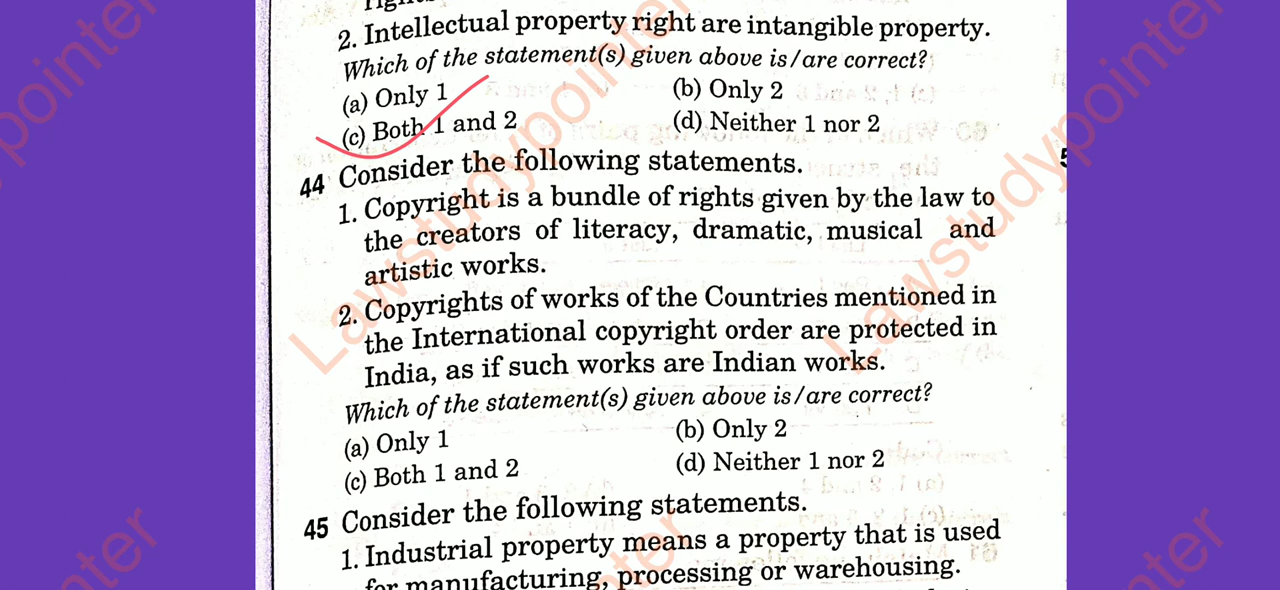 2. Intellectual property right are intangible property.
Which of the statement(s) given above is/are correct?
(a) Only 1 (b) Only 2
(c) Both 1 and 2 (d) Neither 1 nor 2
44 Consider the following statements.
1. Copyright is a bundle of rights given by the law to
the creators of literacy, dramatic, musical and
artistic works.
2. Copyrights of works of the Countries mentioned in
the International copyright order are protected in
India, as if such works are Indian works.
Which of the statement(s) given above is/are correct?
(a) Only 1 (b) Only 2
(c) Both 1 and 2 (d) Neither 1 nor 2
45 Consider the following statements.
1. Industrial property means a property that is used
for manufacturing, processing or warehousing.
Lawstudypointer
Lawstudypointer